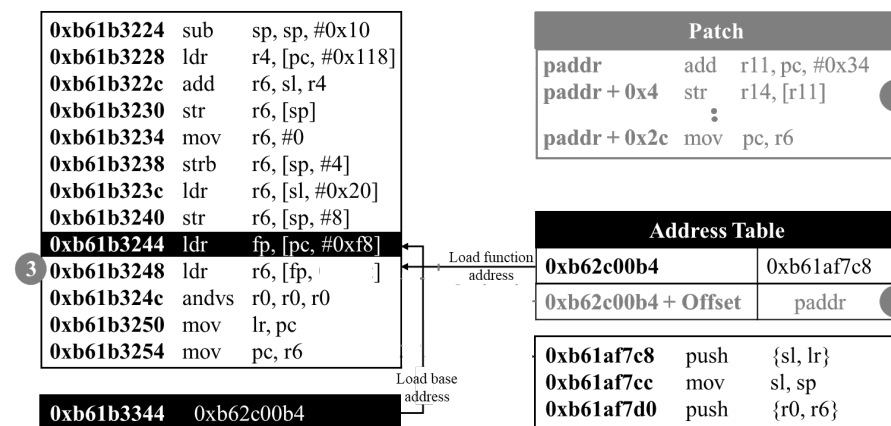 0xb61b3224 sub sp, sp, #0x10
0xb61b3228 ldr r4, [pc, #0x118]
0xb61b322c add r6, sl, r4
0xb61b3230 str r6, [sp]
0xb61b3234 mov r6, #0
0xb61b3238 strb r6, [sp, #4]
0xb61b323c ldr r6, [sl, #0x20]
0xb61b3240 str r6, [sp, #8]
0xb61b3244 ldr fp, [pc, #0xf8]
3
0xb61b3248 ldr r6, [fp, ]
0xb61b324c andvs r0, r0, r0
0xb61b3250 mov lr, pc
0xb61b3254 mov pc, r6
0xb61b3344 0xb62c00b4
Load function
address
Load base
address
Patch
paddr add r11, pc, #0x34
paddr + 0x4 str r14, [r11]
paddr + 0x2c mov pc, r6
Address Table
0xb62c00b4 0xb61af7c8
0xb62c00b4 + Offset paddr
0xb61af7c8 push {sl, lr}
0xb61af7cc mov sl, sp
0xb61af7d0 push {r0, r6}